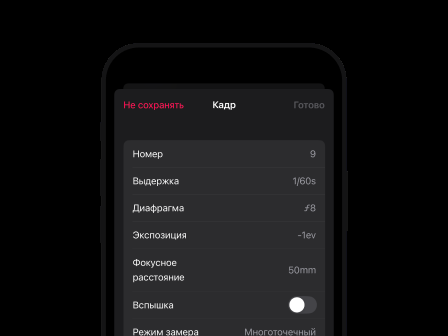 Не сохранять Кадр Готово
Номер 9
Выдержка 1/60s
Диафрагма ƒ8
Экспозиция -1ev
Фокусное
расстояние 50mm
Вспышка
Режим замера Многоточечный